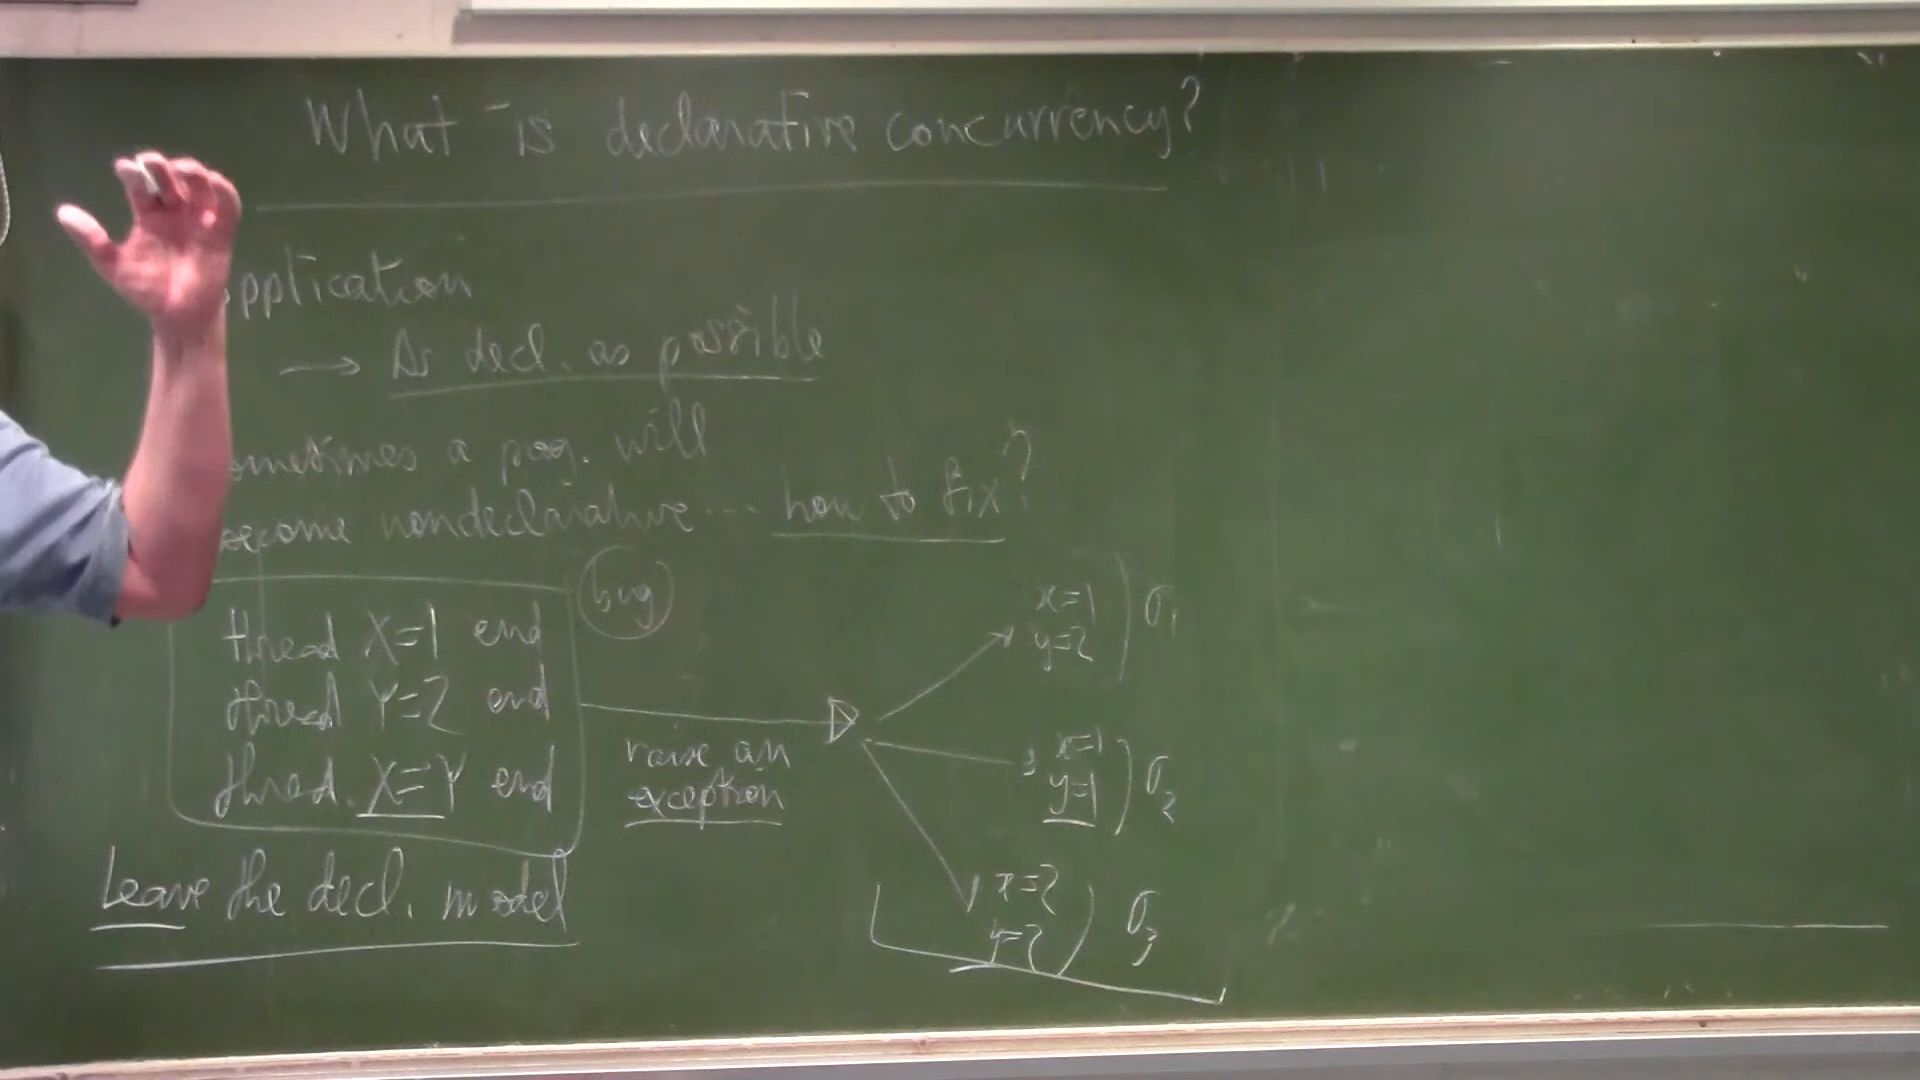 What is declarative concurrency?
pplication
→ As decl. as possible
ometimes a prog. will
ecome nondeclarative... how to fix?
bug
thread X=1 end
thread Y=2 end
thread. X=Y end
raise an
exception
Leave the decl. model
x=1
y=2
) σ1
x=1
y=1
) σ2
x=2
y=2
) σ3